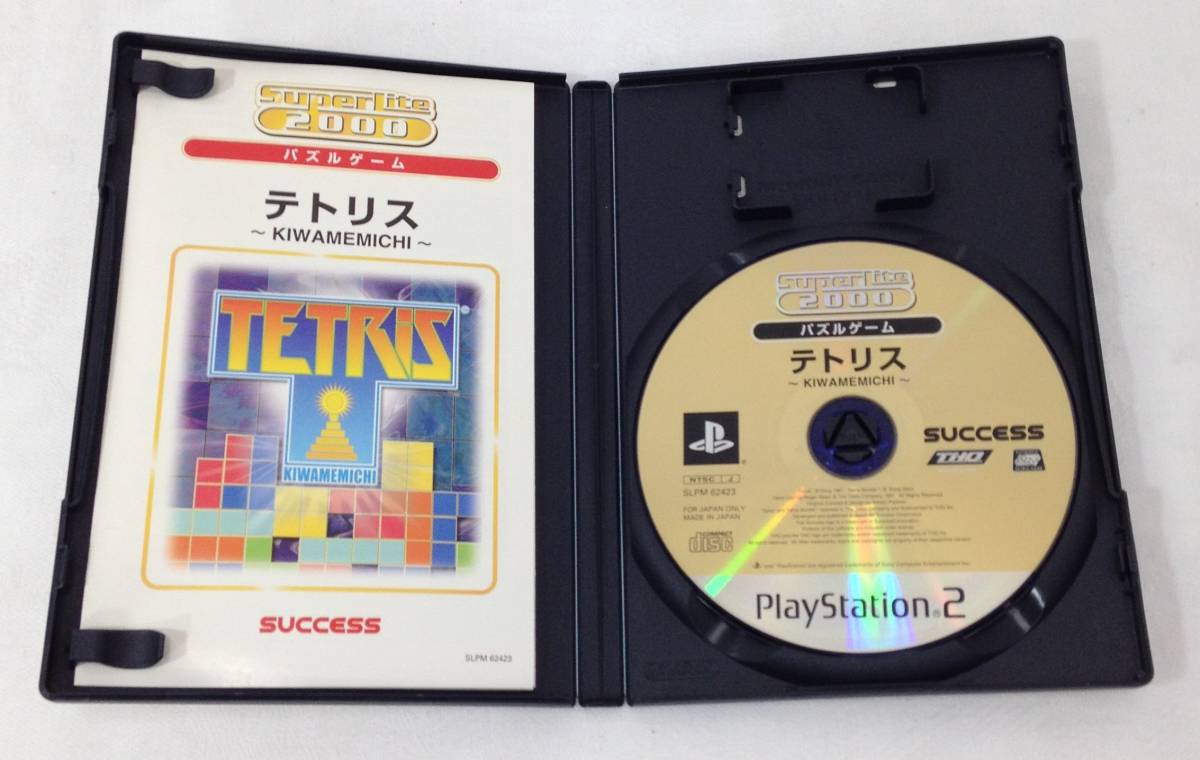 SuperLite
2000
パズルゲーム
テトリス
～KIWAMEMICHI～
TETRiS
KIWAMEMICHI
SUCCESS
SLPM 62423
SuperLite
2000
パズルゲーム
テトリス
～KIWAMEMICHI～
SUCCESS
THQ
NTSC J
SLPM 62423
FOR JAPAN ONLY
MADE IN JAPAN
COMPACT
disc
PlayStation 2